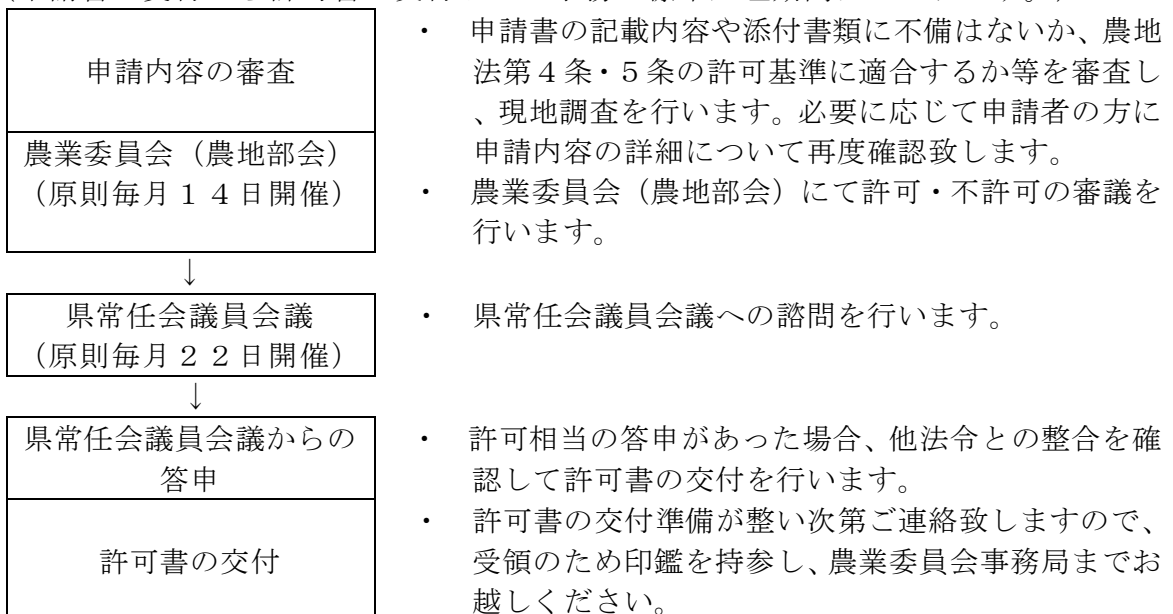 申請内容の審査
・ 申請書の記載内容や添付書類に不備はないか、農地
法第４条・５条の許可基準に適合するか等を審査し
、現地調査を行います。必要に応じて申請者の方に
申請内容の詳細について再度確認致します。
農業委員会（農地部会）
（原則毎月１４日開催）
・ 農業委員会（農地部会）にて許可・不許可の審議を
行います。
↓
県常任会議員会議
（原則毎月２２日開催）
・ 県常任会議員会議への諮問を行います。
↓
県常任会議員会議からの
答申
・ 許可相当の答申があった場合、他法令との整合を確
認して許可書の交付を行います。
許可書の交付
・ 許可書の交付準備が整い次第ご連絡致しますので、
受領のため印鑑を持参し、農業委員会事務局までお
越しください。